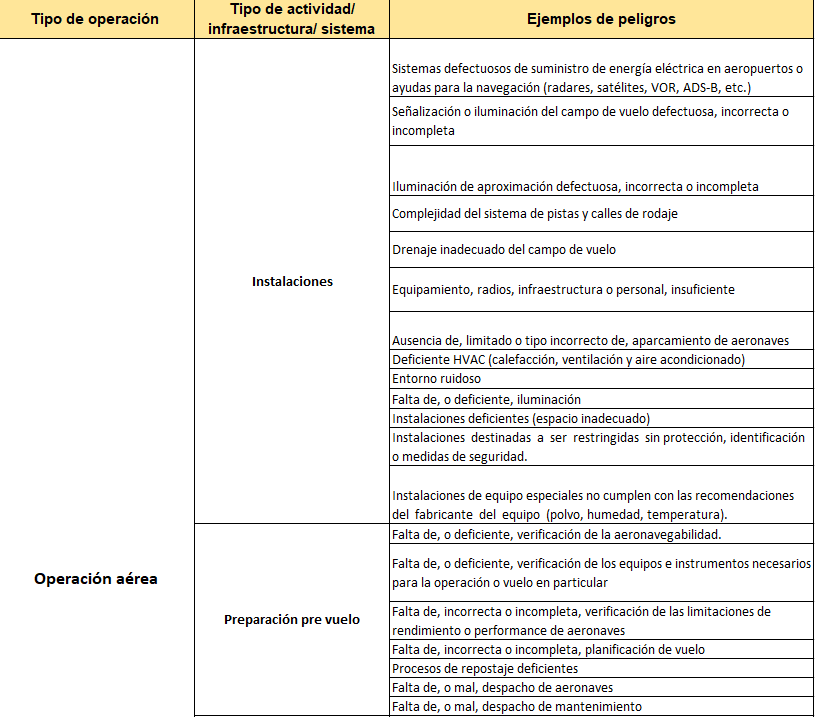 Tipo de operación
Tipo de actividad/
infraestructura/ sistema
Ejemplos de peligros
Operación aérea
Instalaciones
Sistemas defectuosos de suministro de energía eléctrica en aeropuertos o
ayudas para la navegación (radares, satélites, VOR, ADS-B, etc.)
Señalización o iluminación del campo de vuelo defectuosa, incorrecta o
incompleta
Iluminación de aproximación defectuosa, incorrecta o incompleta
Complejidad del sistema de pistas y calles de rodaje
Drenaje inadecuado del campo de vuelo
Equipamiento, radios, infraestructura o personal, insuficiente
Ausencia de, limitado o tipo incorrecto de, aparcamiento de aeronaves
Deficiente HVAC (calefacción, ventilación y aire acondicionado)
Entorno ruidoso
Falta de, o deficiente, iluminación
Instalaciones deficientes (espacio inadecuado)
Instalaciones destinadas a ser restringidas sin protección, identificación
o medidas de seguridad.
Instalaciones de equipo especiales no cumplen con las recomendaciones
del fabricante del equipo (polvo, humedad, temperatura).
Preparación pre vuelo
Falta de, o deficiente, verificación de la aeronavegabilidad.
Falta de, o deficiente, verificación de los equipos e instrumentos necesarios
para la operación o vuelo en particular
Falta de, incorrecta o incompleta, verificación de las limitaciones de
rendimiento o performance de aeronaves
Falta de, incorrecta o incompleta, planificación de vuelo
Procesos de repostaje deficientes
Falta de, o mal, despacho de aeronaves
Falta de, o mal, despacho de mantenimiento